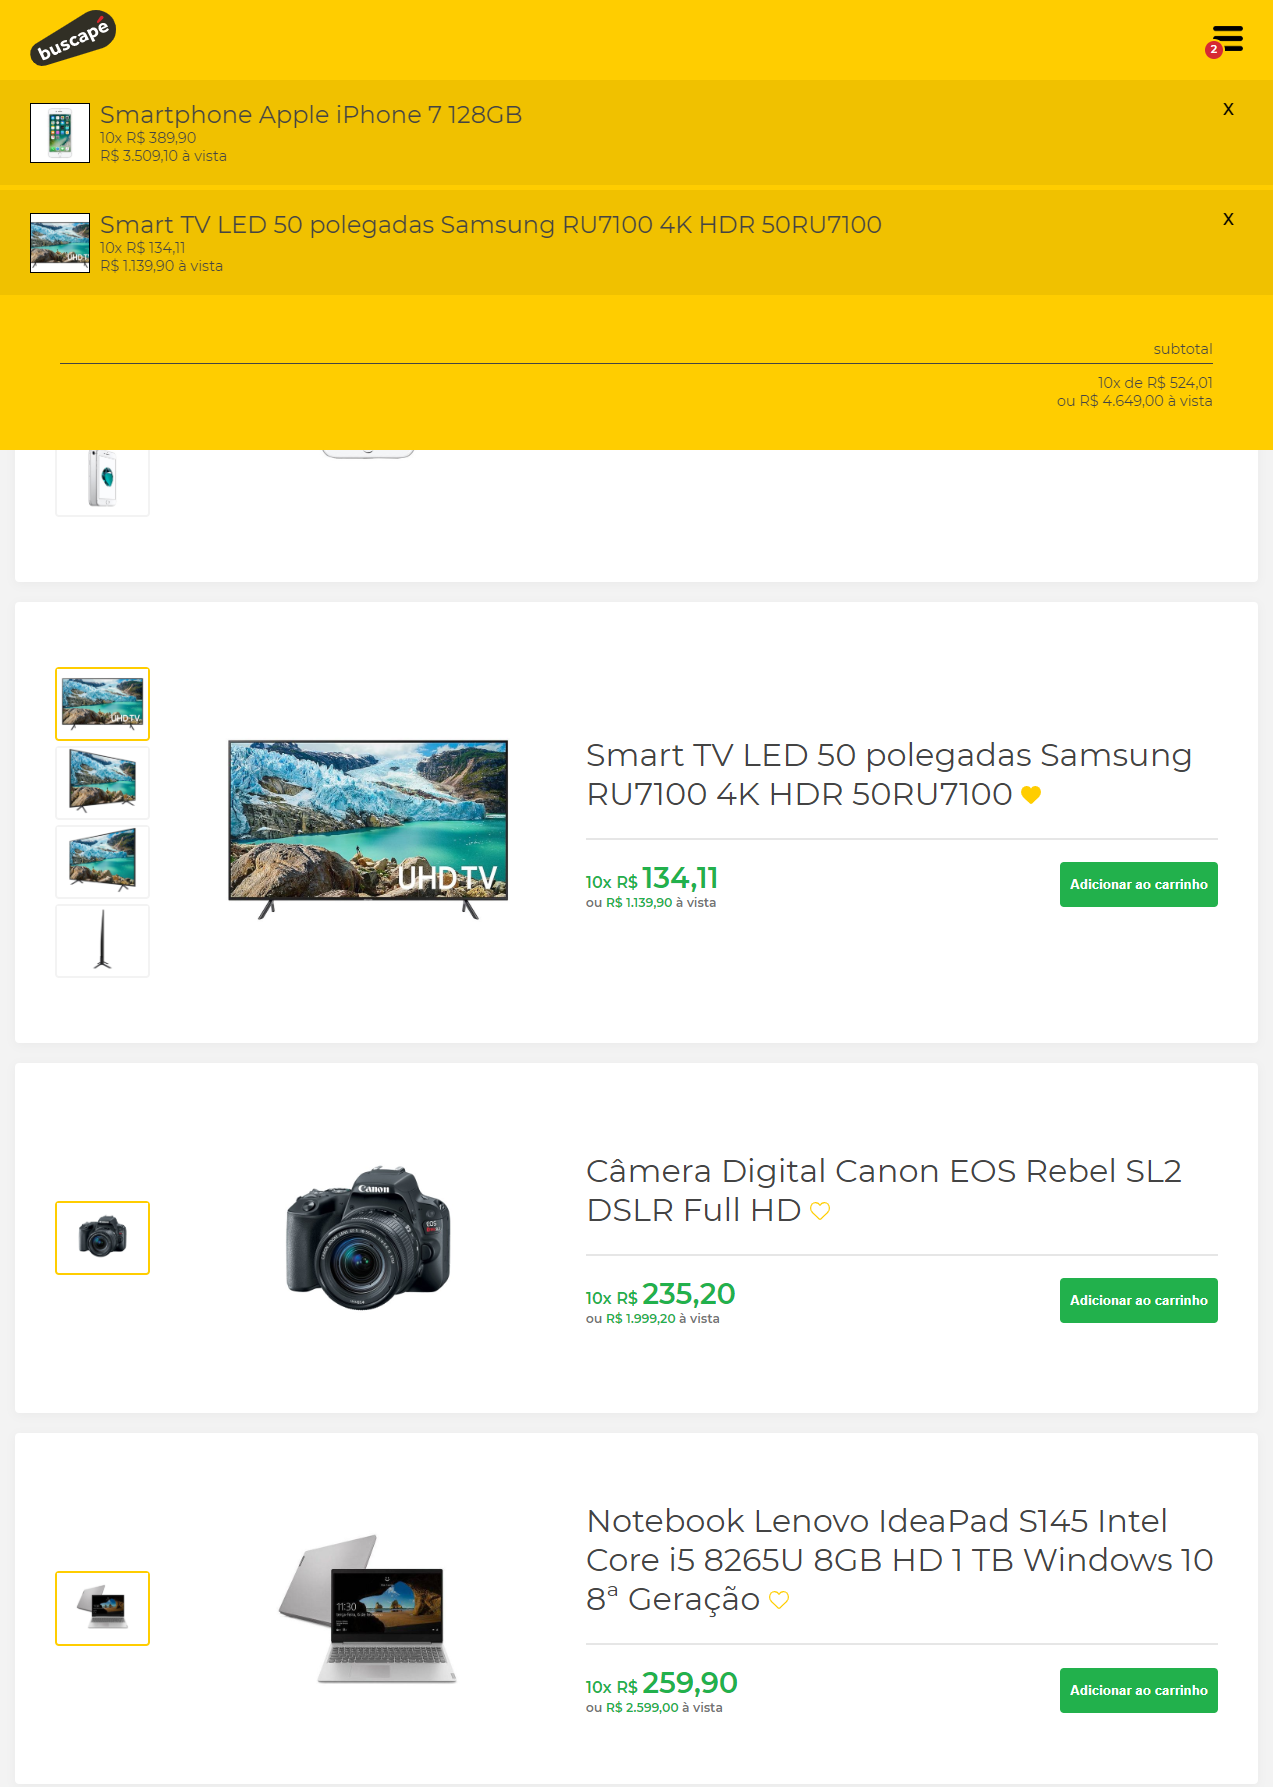 buscapé
2
Smartphone Apple iPhone 7 128GB
X
10x R$ 389,90
R$ 3.509,10 à vista
Smart TV LED 50 polegadas Samsung RU7100 4K HDR 50RU7100
X
10x R$ 134,11
R$ 1.139,90 à vista
UHD T
subtotal
10x de R$ 524,01
ou R$ 4.649,00 à vista
UHD TV
UHD TV
Smart TV LED 50 polegadas Samsung
RU7100 4K HDR 50RU7100
10x R$ 134,11
ou R$ 1.139,90 à vista
Adicionar ao carrinho
Canon
EOS
Câmera Digital Canon EOS Rebel SL2
DSLR Full HD
10x R$ 235,20
ou R$ 1.999,20 à vista
Adicionar ao carrinho
11:30
Notebook Lenovo IdeaPad S145 Intel
Core i5 8265U 8GB HD 1 TB Windows 10
8ª Geração
10x R$ 259,90
ou R$ 2.599,00 à vista
Adicionar ao carrinho